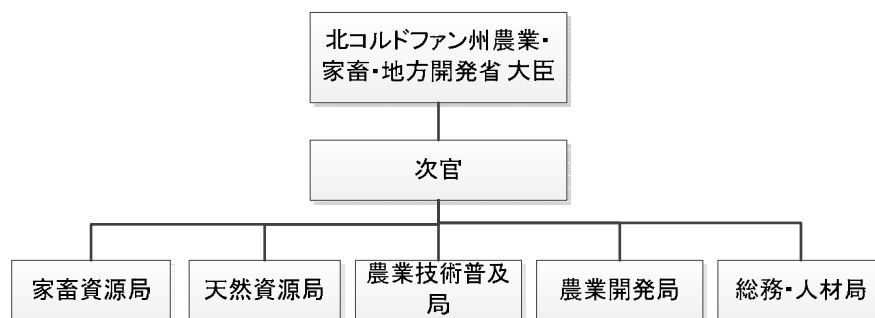 北コルドファン州農業・
家畜・地方開発省 大臣
次官
家畜資源局
天然資源局
農業技術普及
局
農業開発局
総務・人材局